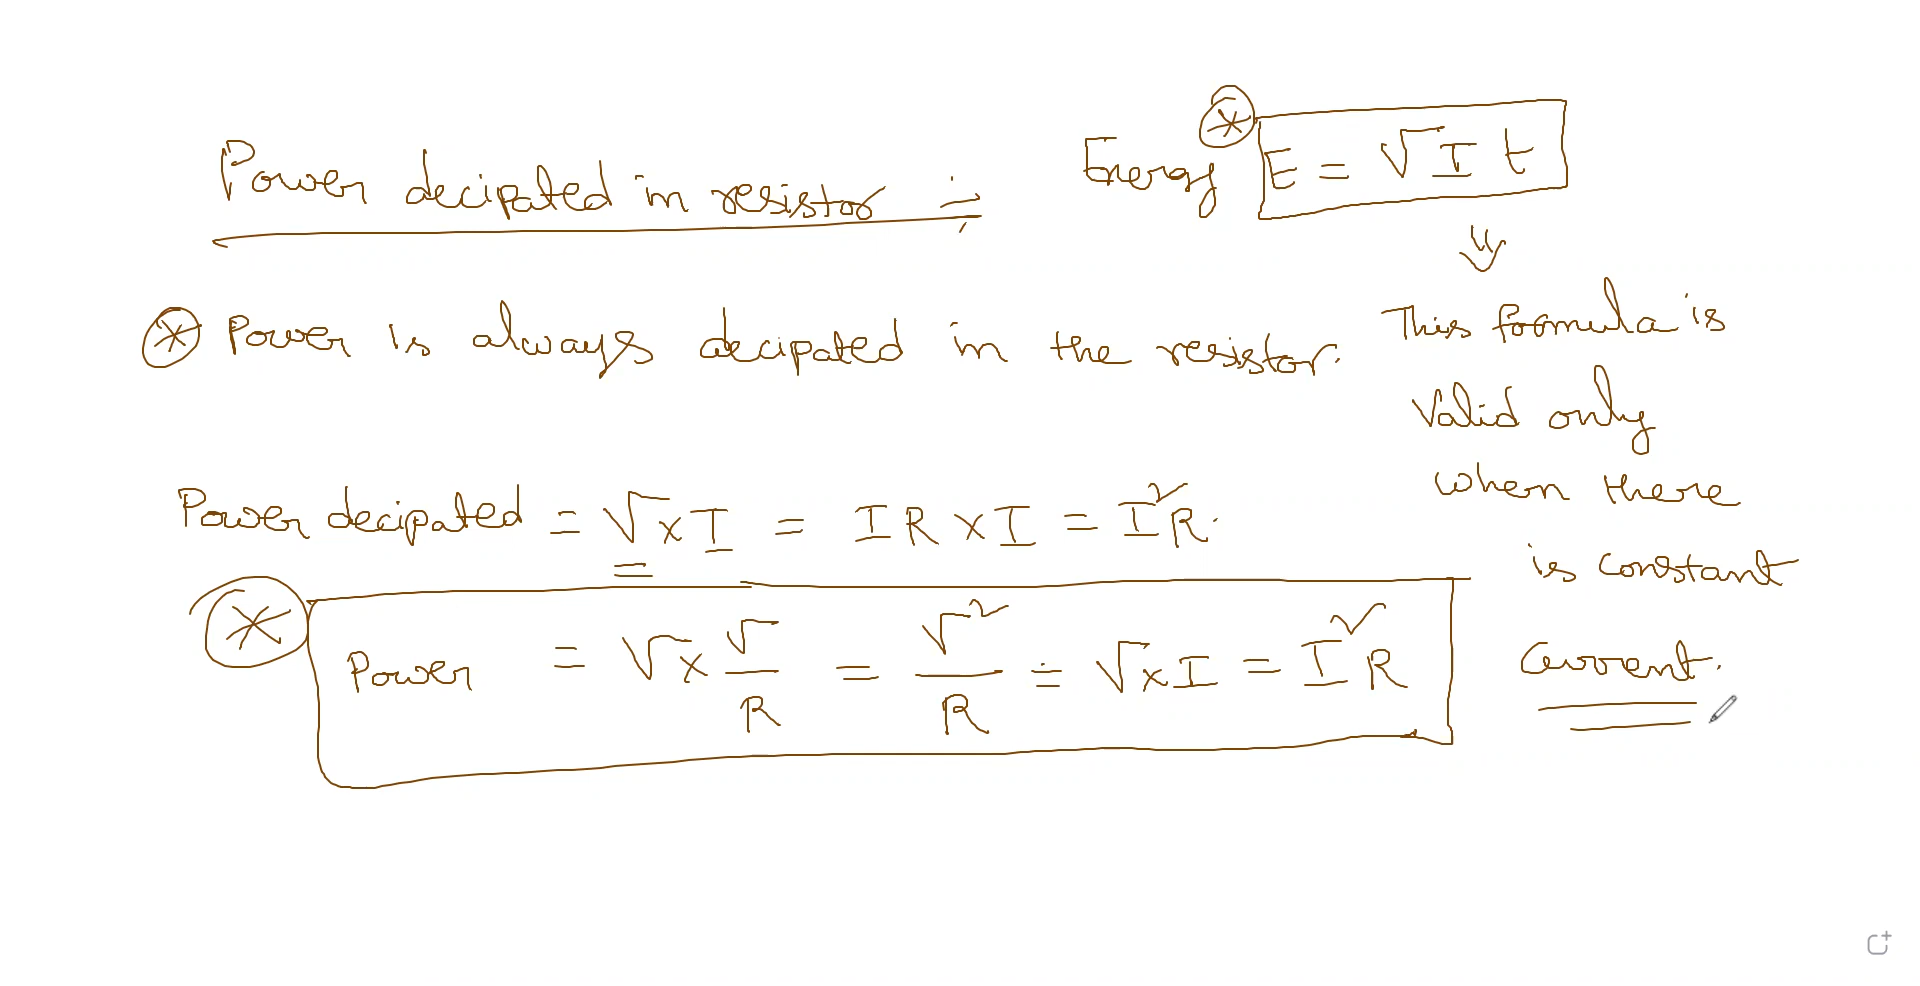 Power decipated in resistor :-
Energy E = VIt
* Power is always decipated in the resistor.
This formula is
valid only
when there
is constant
current.
Power decipated = V x I = IR x I = I²R.
* Power = V x V/R = V²/R = V x I = I²R